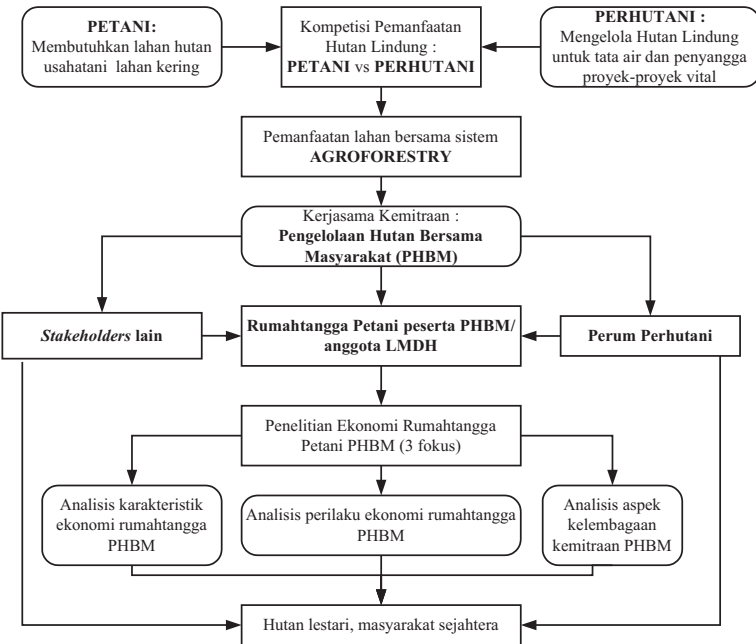 PETANI:
Membutuhkan lahan hutan
usahatani lahan kering
Kompetisi Pemanfaatan
Hutan Lindung :
PETANI vs PERHUTANI
PERHUTANI :
Mengelola Hutan Lindung
untuk tata air dan penyangga
proyek-proyek vital
Pemanfaatan lahan bersama sistem
AGROFORESTRY
Kerjasama Kemitraan :
Pengelolaan Hutan Bersama
Masyarakat (PHBM)
Stakeholders lain
Rumahtangga Petani peserta PHBM/
anggota LMDH
Perum Perhutani
Penelitian Ekonomi Rumahtangga
Petani PHBM (3 fokus)
Analisis karakteristik
ekonomi rumahtangga
PHBM
Analisis perilaku ekonomi rumahtangga
PHBM
Analisis aspek
kelembagaan
kemitraan PHBM
Hutan lestari, masyarakat sejahtera